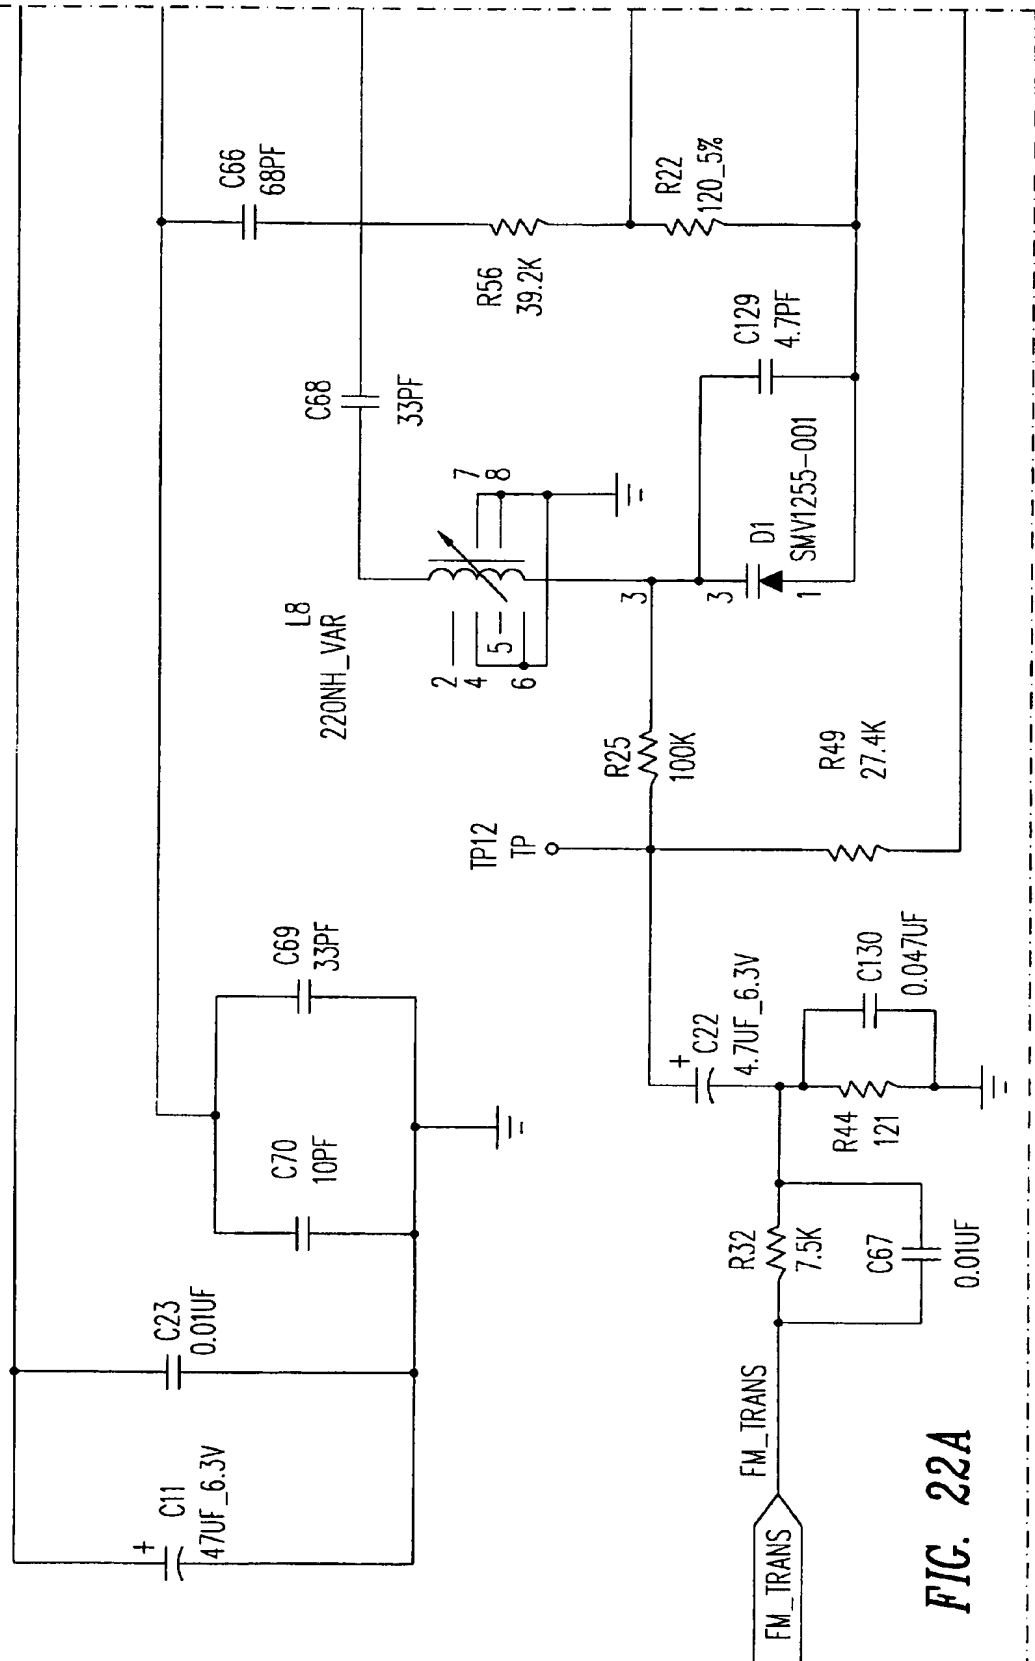 C66
68PF
R22
120_5%
R56
39.2K
C129
4.7PF
C68
33PF
7
8
D1
SMV1255-001
L8
220NH_VAR
3
3
1
2
4
5
6
R25
100K
R49
27.4K
TP12
TP
C69
33PF
C130
0.047UF
+
C22
4.7UF_6.3V
C70
10PF
R44
121
R32
7.5K
C67
0.01UF
C23
0.01UF
+
C11
47UF_6.3V
FM_TRANS
FM_TRANS
FIG. 22A